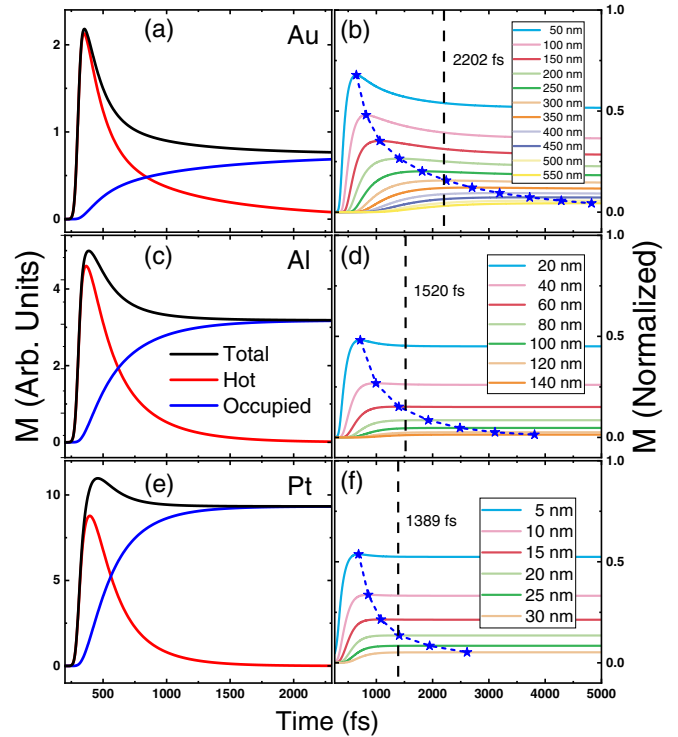 (a) Au
2
1
0
(b)
2202 fs
50 nm
100 nm
150 nm
200 nm
250 nm
300 nm
350 nm
400 nm
450 nm
500 nm
550 nm
1.0
0.5
0.0
(c) Al
6
3
0
Total
Hot
Occupied
(d)
1520 fs
20 nm
40 nm
60 nm
80 nm
100 nm
120 nm
140 nm
1.0
0.5
0.0
(e) Pt
10
5
0
(f)
1389 fs
5 nm
10 nm
15 nm
20 nm
25 nm
30 nm
1.0
0.5
0.0
M (Arb. Units)
M (Normalized)
500 1000 1500 2000
1000 2000 3000 4000 5000
Time (fs)